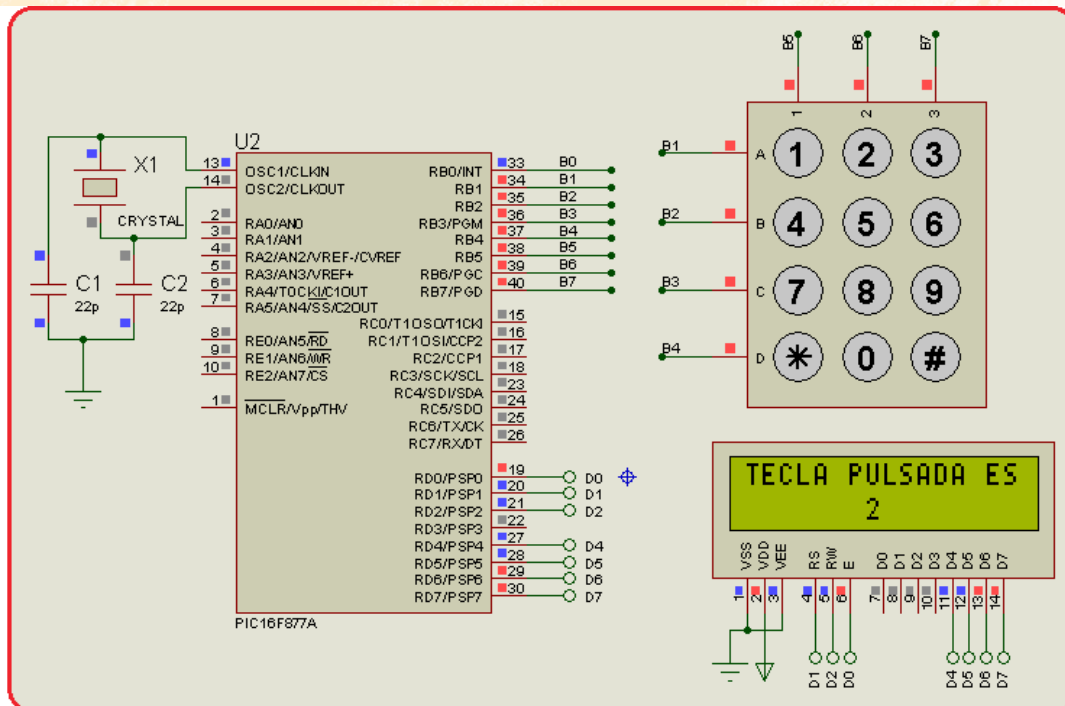 U2
X1
CRYSTAL
C1
22p
C2
22p
13 OSC1/CLKIN
14 OSC2/CLKOUT
2 RA0/AN0
3 RA1/AN1
4 RA2/AN2/VREF-/CVREF
5 RA3/AN3/VREF+
6 RA4/T0CKI/C1OUT
7 RA5/AN4/SS/C2OUT
8 RE0/AN5/RD
9 RE1/AN6/WR
10 RE2/AN7/CS
1 MCLR/Vpp/THV
RB0/INT 33 B0
RB1 34 B1
RB2 35 B2
RB3/PGM 36 B3
RB4 37 B4
RB5 38 B5
RB6/PGC 39 B6
RB7/PGD 40 B7
RC0/T1OSO/T1CKI 15
RC1/T1OSI/CCP2 16
RC2/CCP1 17
RC3/SCK/SCL 18
RC4/SDI/SDA 23
RC5/SDO 24
RC6/TX/CK 25
RC7/RX/DT 26
RD0/PSP0 19 D0
RD1/PSP1 20 D1
RD2/PSP2 21 D2
RD3/PSP3 22
RD4/PSP4 27 D4
RD5/PSP5 28 D5
RD6/PSP6 29 D6
RD7/PSP7 30 D7
PIC16F877A
B5 B6 B7
1 2 3
B1 A 1 2 3
B2 B 4 5 6
B3 C 7 8 9
B4 D * 0 #
TECLA PULSADA ES
2
VSS VDD VEE RS RW E D0 D1 D2 D3 D4 D5 D6 D7
1 2 3 4 5 6 7 8 9 10 11 12 13 14
D1 D2 D0 D4 D5 D6 D7